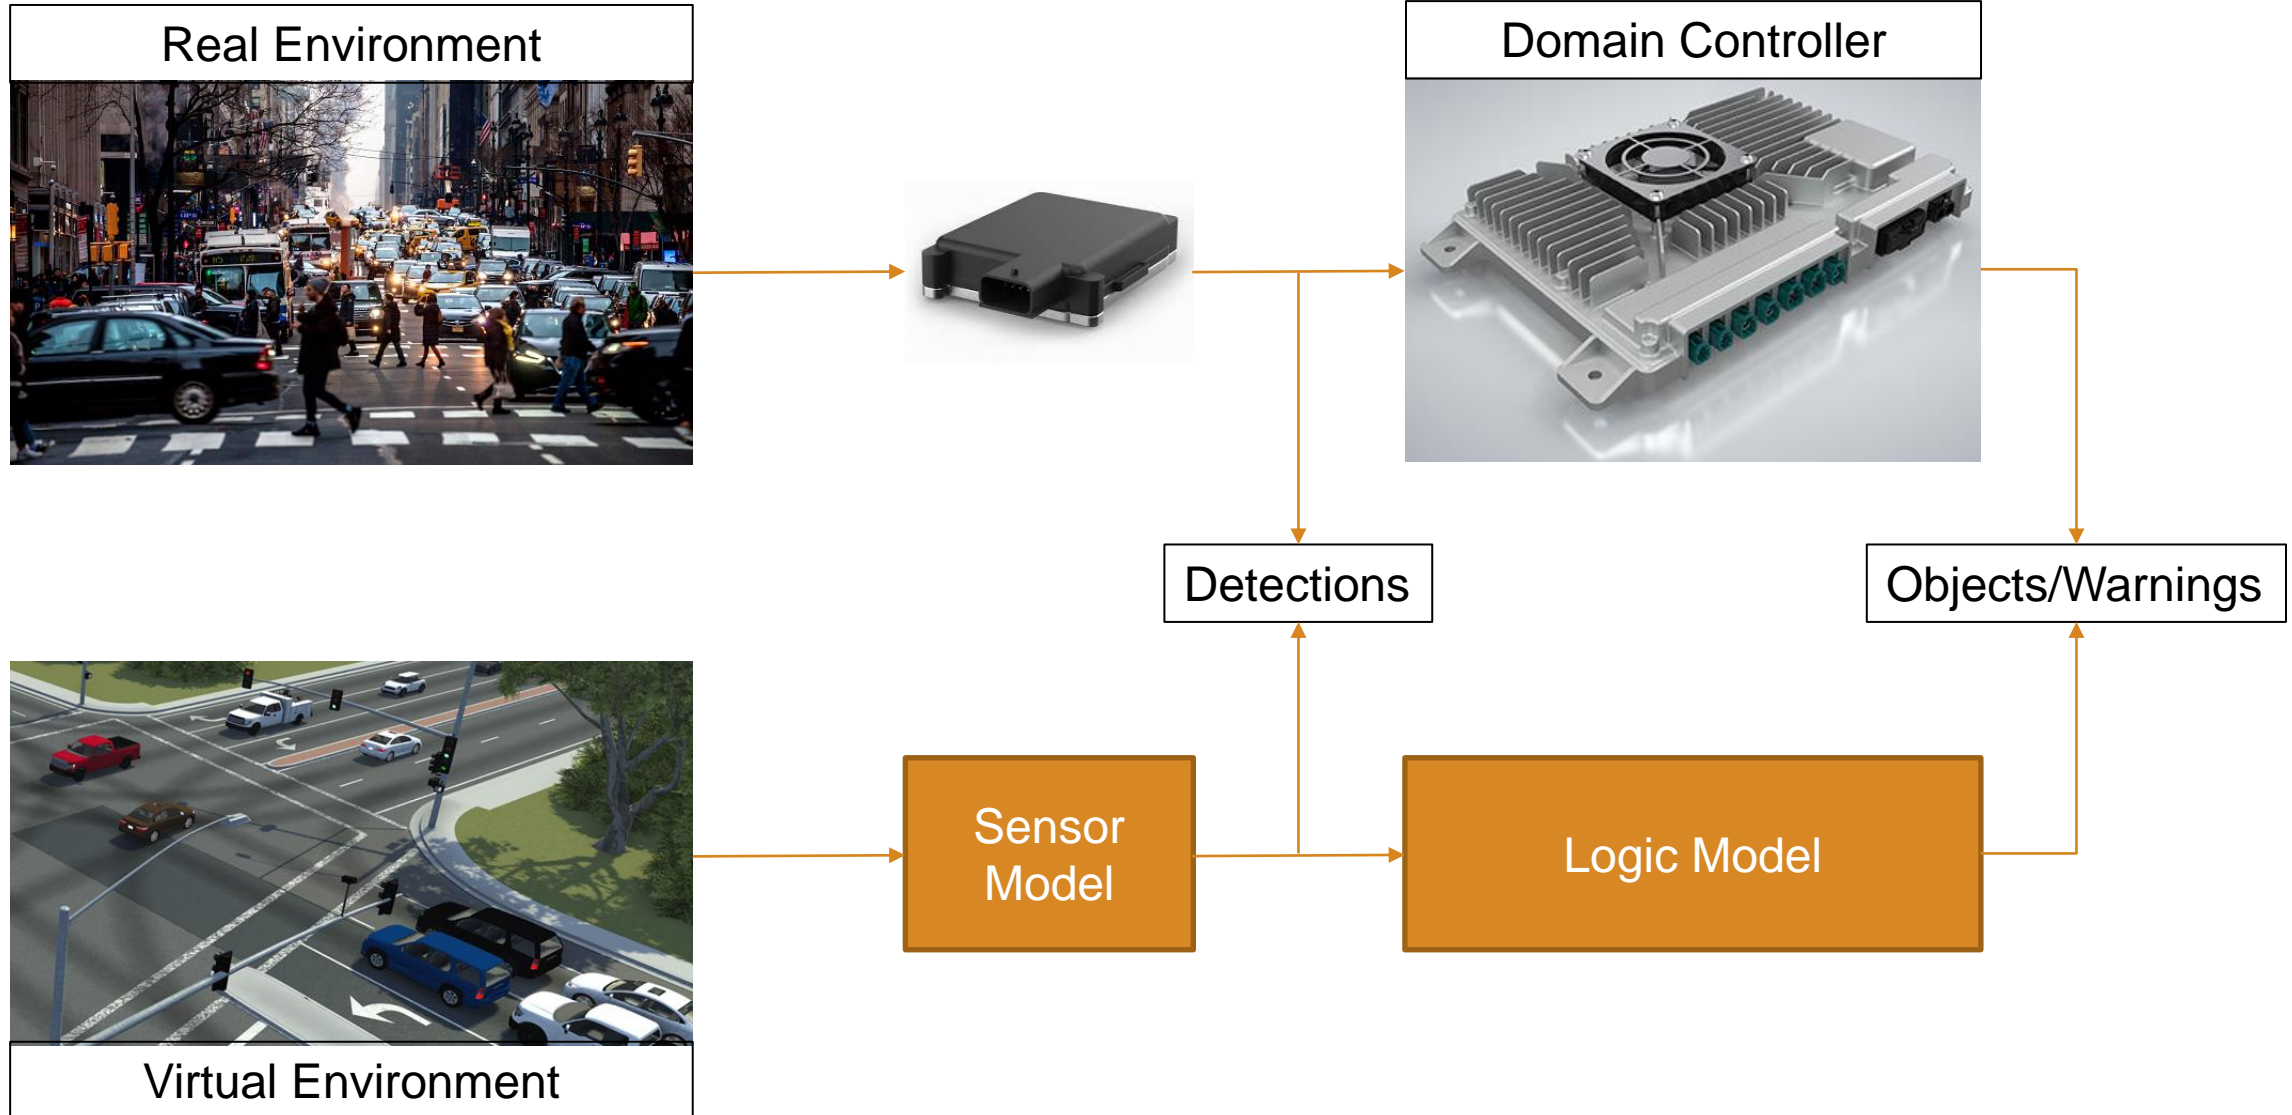 Real Environment
Domain Controller
Detections
Objects/Warnings
Sensor
Model
Logic Model
Virtual Environment